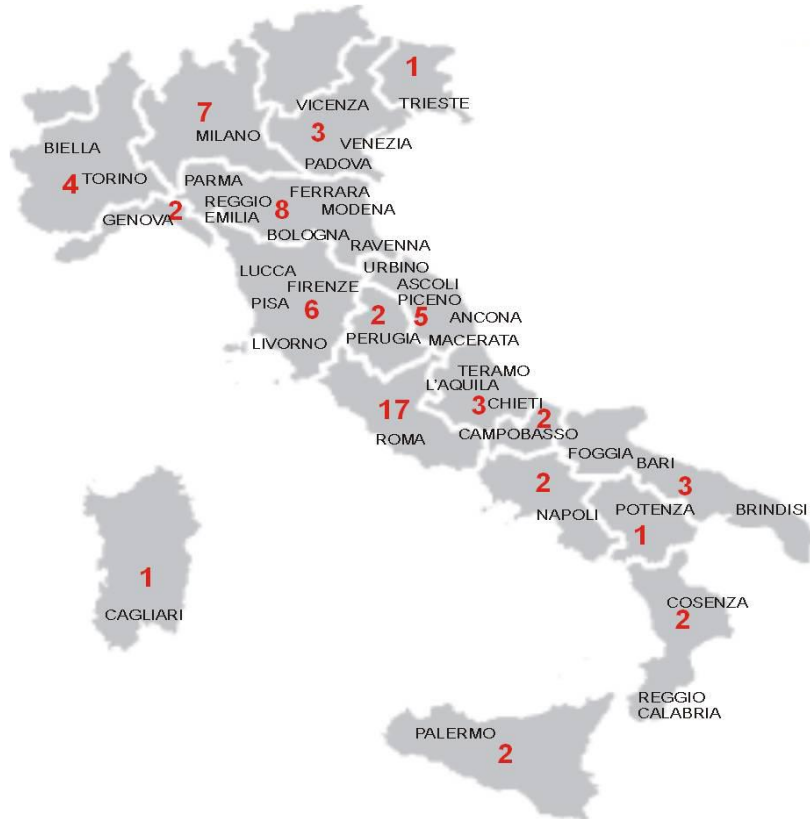 1
TRIESTE
7
MILANO
VICENZA
3
VENEZIA
PADOVA
BIELLA
4 TORINO
GENOVA 2
PARMA
FERRARA
REGGIO
EMILIA
8
MODENA
BOLOGNA
RAVENNA
LUCCA
FIRENZE
PISA
6
LIVORNO
URBINO
ASCOLI
PICENO
5
ANCONA
MACERATA
2
PERUGIA
TERAMO
L'AQUILA
3 CHIETI
17
ROMA
2
CAMPOBASSO
FOGGIA
BARI
3
BRINDISI
2
NAPOLI
POTENZA
1
1
CAGLIARI
COSENZA
2
REGGIO
CALABRIA
PALERMO
2